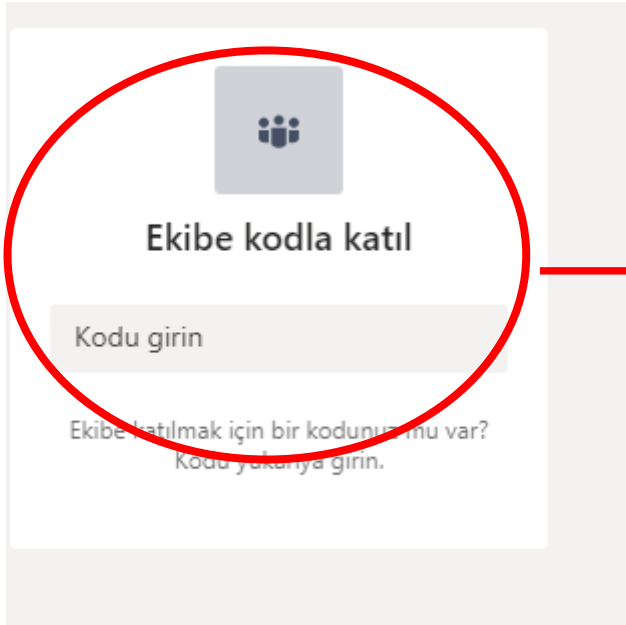 Ekibe kodla katıl
Kodu girin
Ekibe katılmak için bir kodunuz mu var?
Kodu yukarıya girin.